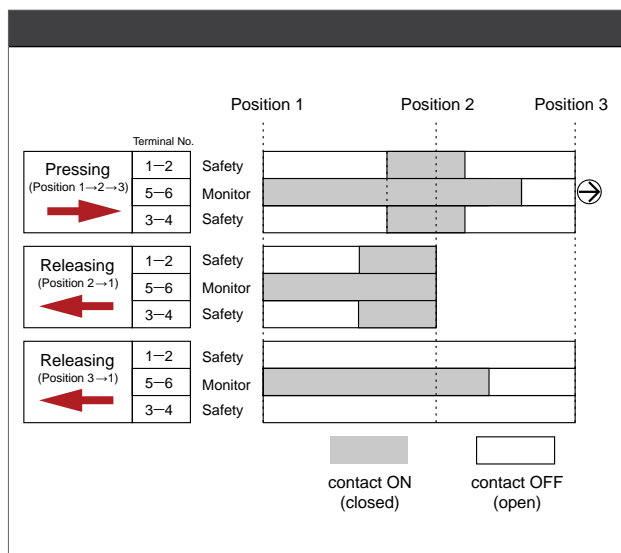 Position 1 Position 2 Position 3
Terminal No.
Pressing
(Position 1→2→3)
1−2 Safety
5−6 Monitor
3−4 Safety
Releasing
(Position 2→1)
1−2 Safety
5−6 Monitor
3−4 Safety
Releasing
(Position 3→1)
1−2 Safety
5−6 Monitor
3−4 Safety
contact ON
(closed)
contact OFF
(open)